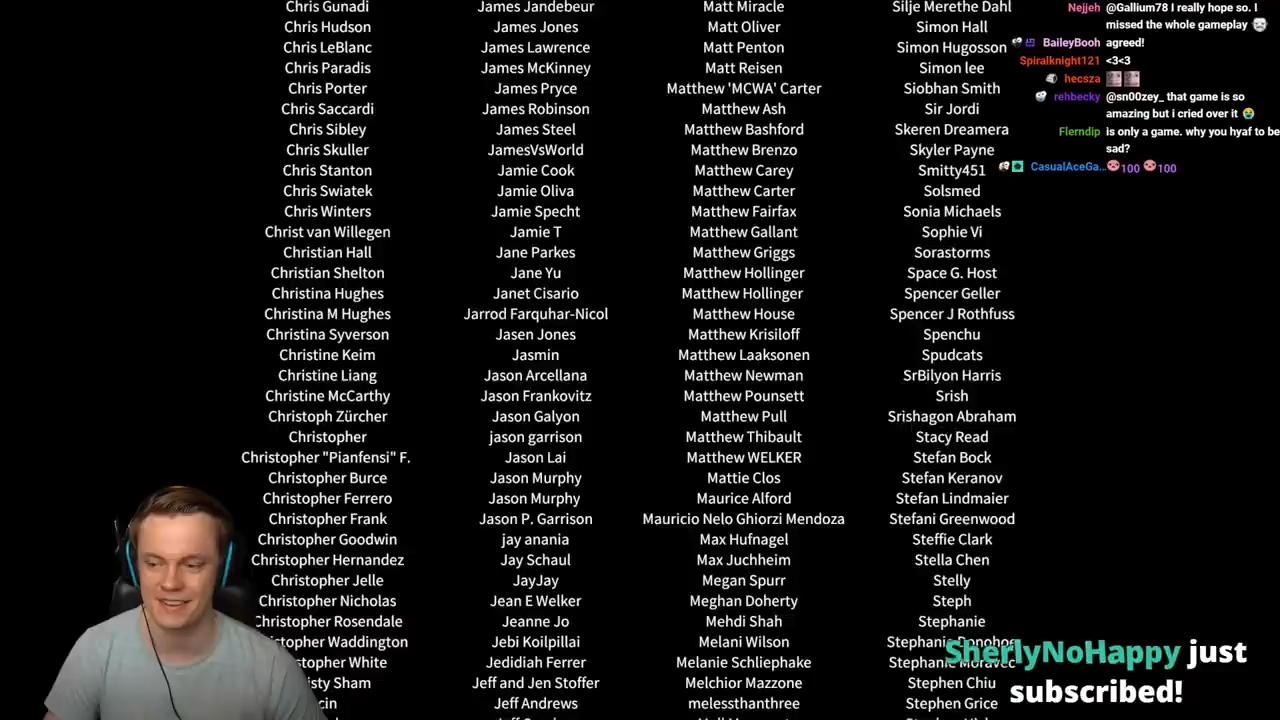 Chris Gunadi
Chris Hudson
Chris LeBlanc
Chris Paradis
Chris Porter
Chris Saccardi
Chris Sibley
Chris Skuller
Chris Stanton
Chris Swiatek
Chris Winters
Christ van Willegen
Christian Hall
Christian Shelton
Christina Hughes
Christina M Hughes
Christina Syverson
Christine Keim
Christine Liang
Christine McCarthy
Christoph Zürcher
Christopher
Christopher "Pianfensi" F.
Christopher Burce
Christopher Ferrero
Christopher Frank
Christopher Goodwin
Christopher Hernandez
Christopher Jelle
Christopher Nicholas
Christopher Rosendale
Waddington
White
Sham
James Jandebeur
James Jones
James Lawrence
James McKinney
James Pryce
James Robinson
James Steel
JamesVsWorld
Jamie Cook
Jamie Oliva
Jamie Specht
Jamie T
Jane Parkes
Jane Yu
Janet Cisario
Jarrod Farquhar-Nicol
Jasen Jones
Jasmin
Jason Arcellana
Jason Frankovitz
Jason Galyon
jason garrison
Jason Lai
Jason Murphy
Jason Murphy
Jason P. Garrison
jay anania
Jay Schaul
JayJay
Jean E Welker
Jeanne Jo
Jebi Koilpillai
Jedidiah Ferrer
Jeff and Jen Stoffer
Jeff Andrews
Matt Miracle
Matt Oliver
Matt Penton
Matt Reisen
Matthew 'MCWA' Carter
Matthew Ash
Matthew Bashford
Matthew Brenzo
Matthew Carey
Matthew Carter
Matthew Fairfax
Matthew Gallant
Matthew Griggs
Matthew Hollinger
Matthew Hollinger
Matthew House
Matthew Krisiloff
Matthew Laaksonen
Matthew Newman
Matthew Pounsett
Matthew Pull
Matthew Thibault
Matthew WELKER
Mattie Clos
Maurice Alford
Mauricio Nelo Ghiorzi Mendoza
Max Hufnagel
Max Juchheim
Megan Spurr
Meghan Doherty
Mehdi Shah
Melani Wilson
Melanie Schliephake
Melchior Mazzone
melessthanthree
Silje Merethe Dahl
Simon Hall
Simon Hugosson
Simon lee
Siobhan Smith
Sir Jordi
Skeren Dreamera
Skyler Payne
Smitty451
Solsmed
Sonia Michaels
Sophie Vi
Sorastorms
Space G. Host
Spencer Geller
Spencer J Rothfuss
Spenchu
Spudcats
SrBilyon Harris
Srish
Srishagon Abraham
Stacy Read
Stefan Bock
Stefan Keranov
Stefan Lindmaier
Stefani Greenwood
Steffie Clark
Stella Chen
Stelly
Steph
Stephanie
Stephanie Donohoe
Stephanie
Stephen Chiu
Stephen Grice
Nejjeh @Gallium78 I really hope so. I
missed the whole gameplay
BaileyBooh agreed!
Spiralknight121 <3<3
hecsza
rehbecky @sn00zey_ that game is so
amazing but i cried over it
Flerndip is only a game. why you hyaf to be
sad?
CasualAceGa... 100 100
SherlyNoHappy just
subscribed!